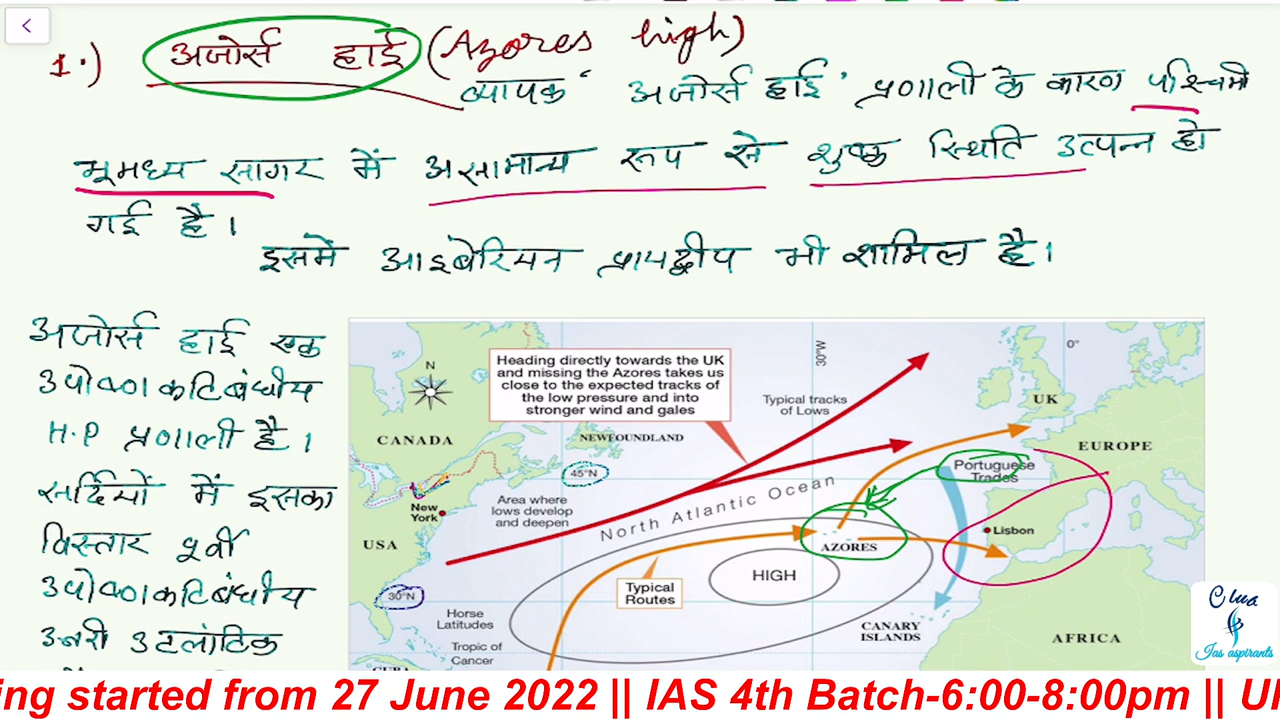 1.) अजोर्स हाई (Azores high)
व्यापक 'अजोर्स हाई' प्रणाली के कारण पश्चिमी
भूमध्य सागर में असामान्य रूप से शुष्क स्थिति उत्पन्न हो
गई है।
इसमें आइबेरियन प्रायद्वीप भी शामिल है।
अजोर्स हाई एक
उपोष्णकटिबंधीय
H.P प्रणाली है।
सर्दियों में इसका
विस्तार पूर्वी
उपोष्णकटिबंधीय
उत्तरी अटलांटिक
Heading directly towards the UK
and missing the Azores takes us
close to the expected tracks of
the low pressure and into
stronger wind and gales
30°W
0°
N
Typical tracks
of Lows
UK
CANADA
NEWFOUNDLAND
EUROPE
45°N
Portuguese
Trades
New
York
Area where
lows develop
and deepen
North Atlantic Ocean
Lisbon
USA
AZORES
HIGH
30°N
Typical
Routes
Horse
Latitudes
CANARY
ISLANDS
AFRICA
Tropic of
Cancer
CUBA
Ias aspirants
ing started from 27 June 2022 || IAS 4th Batch-6:00-8:00pm || U